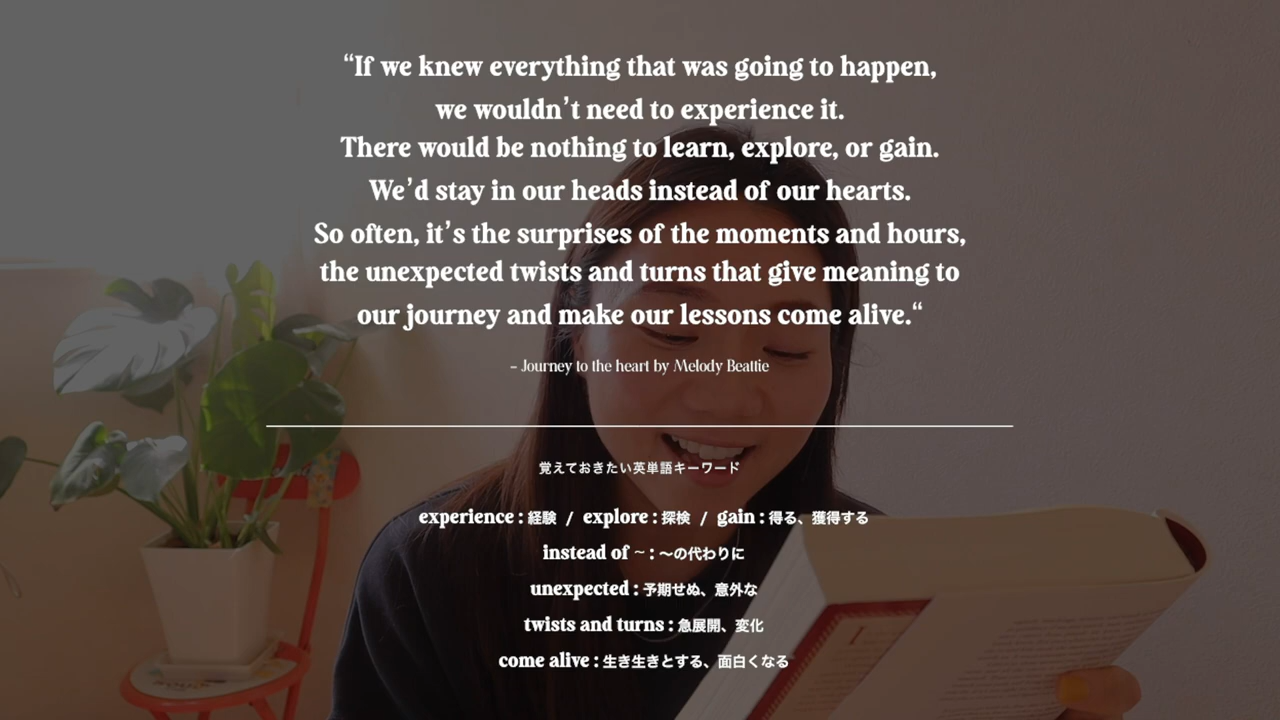 “If we knew everything that was going to happen,
we wouldn’t need to experience it.
There would be nothing to learn, explore, or gain.
We’d stay in our heads instead of our hearts.
So often, it’s the surprises of the moments and hours,
the unexpected twists and turns that give meaning to
our journey and make our lessons come alive.“
– Journey to the heart by Melody Beattie
覚えておきたい英単語キーワード
experience : 経験 / explore : 探検 / gain : 得る、獲得する
instead of ~ : 〜の代わりに
unexpected : 予期せぬ、意外な
twists and turns : 急展開、変化
come alive : 生き生きとする、面白くなる